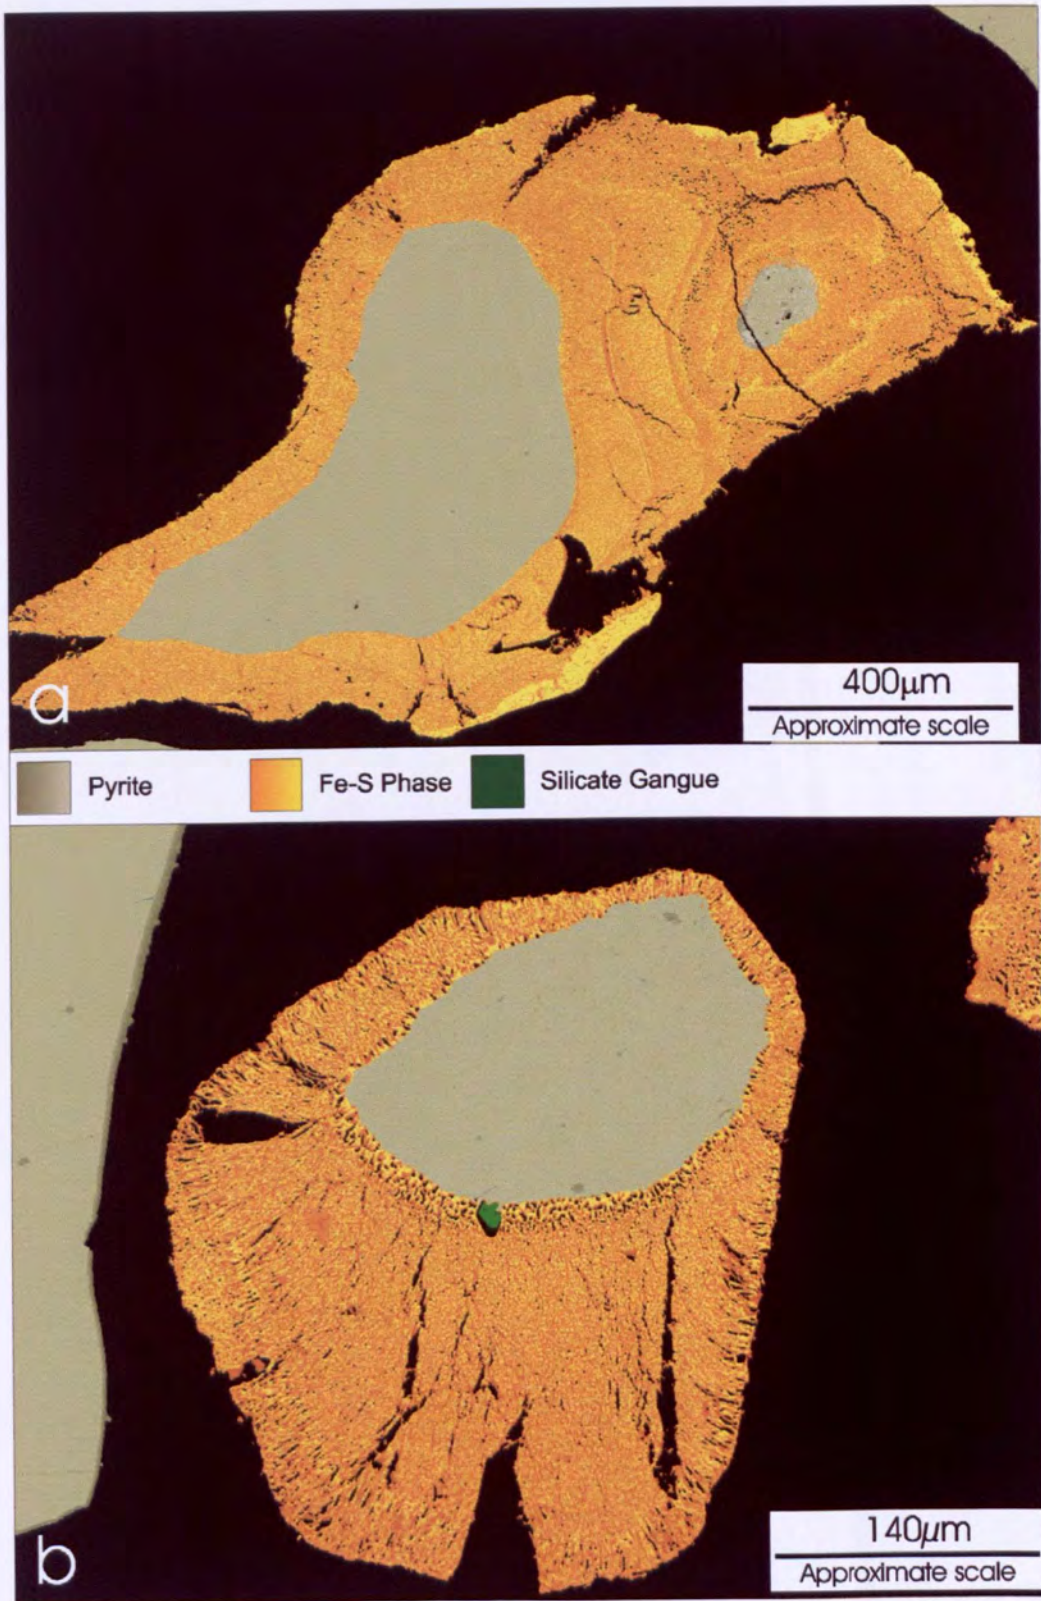 a
400μm
Approximate scale
Pyrite
Fe-S Phase
Silicate Gangue
b
140μm
Approximate scale